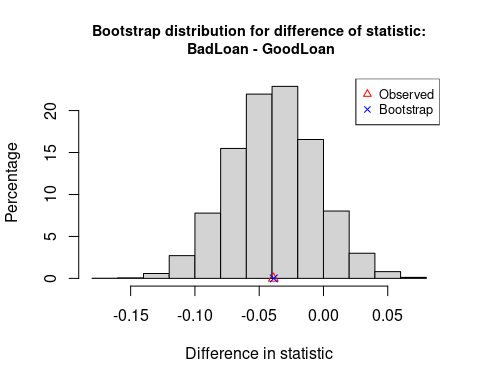 Bootstrap distribution for difference of statistic:
BadLoan - GoodLoan
Observed
Bootstrap
Percentage
20
15
10
5
0
-0.15 -0.10 -0.05 0.00 0.05
Difference in statistic